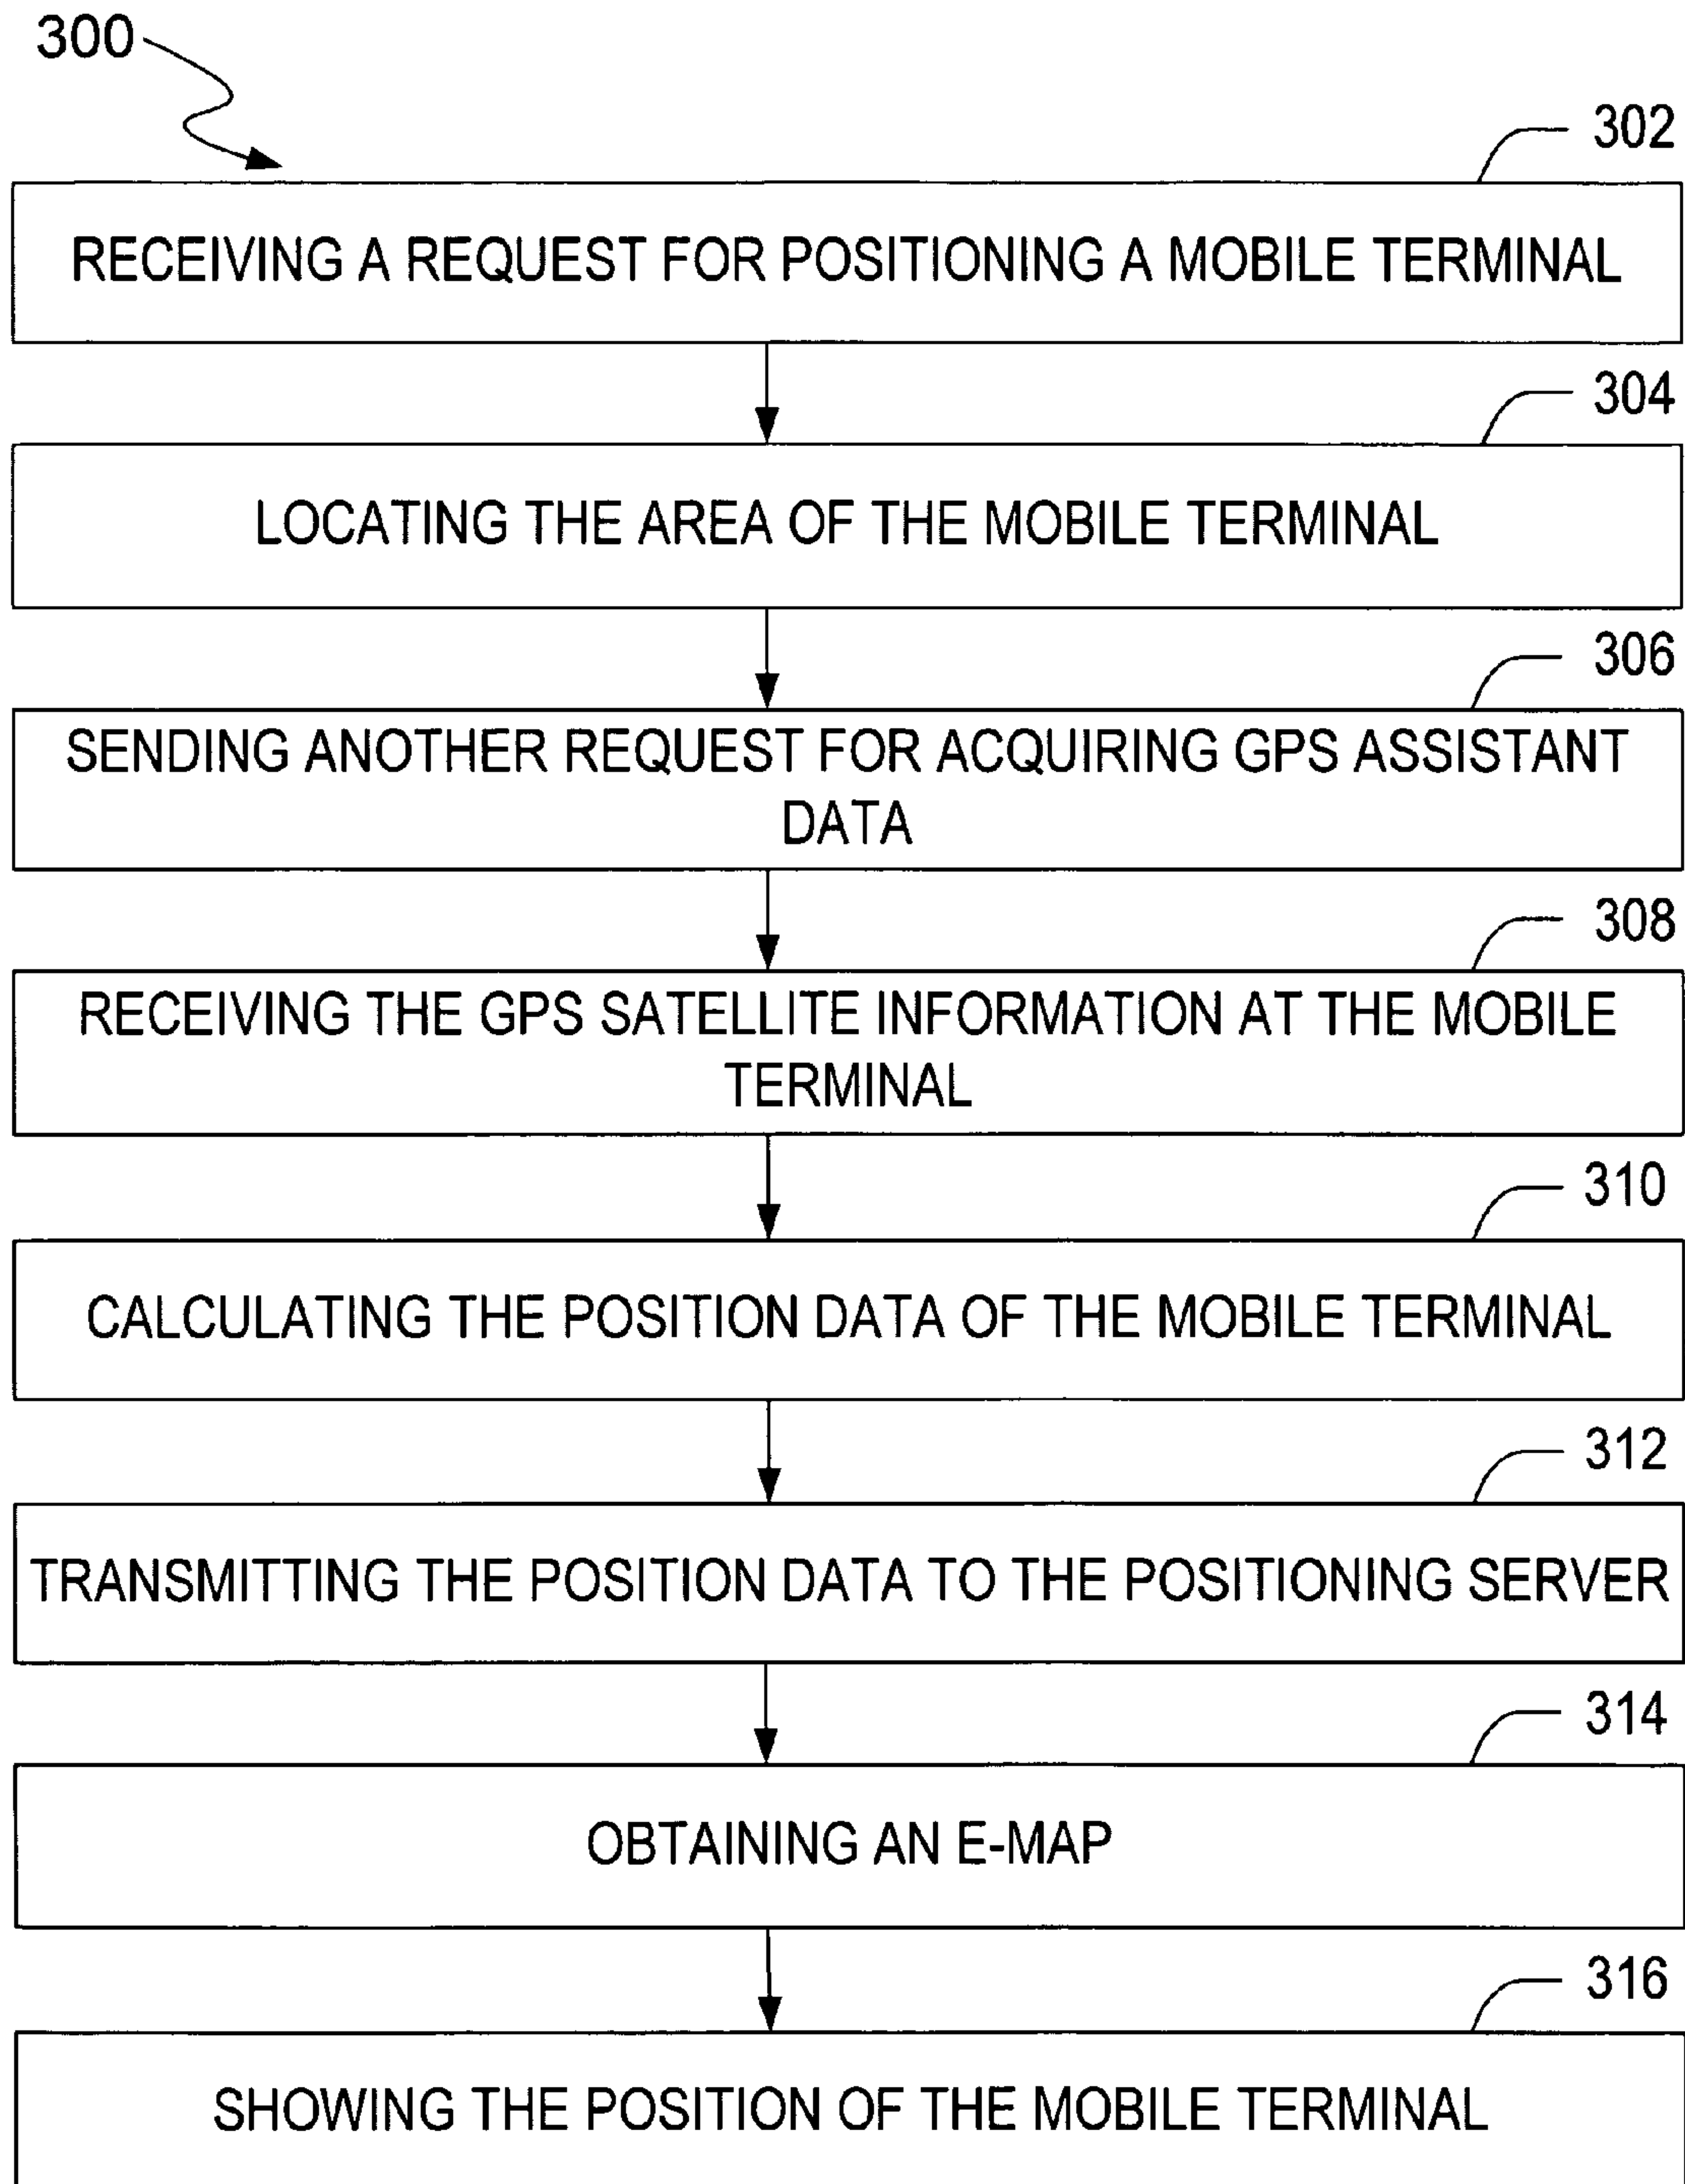 300
302
RECEIVING A REQUEST FOR POSITIONING A MOBILE TERMINAL
304
LOCATING THE AREA OF THE MOBILE TERMINAL
306
SENDING ANOTHER REQUEST FOR ACQUIRING GPS ASSISTANT
DATA
308
RECEIVING THE GPS SATELLITE INFORMATION AT THE MOBILE
TERMINAL
310
CALCULATING THE POSITION DATA OF THE MOBILE TERMINAL
312
TRANSMITTING THE POSITION DATA TO THE POSITIONING SERVER
314
OBTAINING AN E-MAP
316
SHOWING THE POSITION OF THE MOBILE TERMINAL